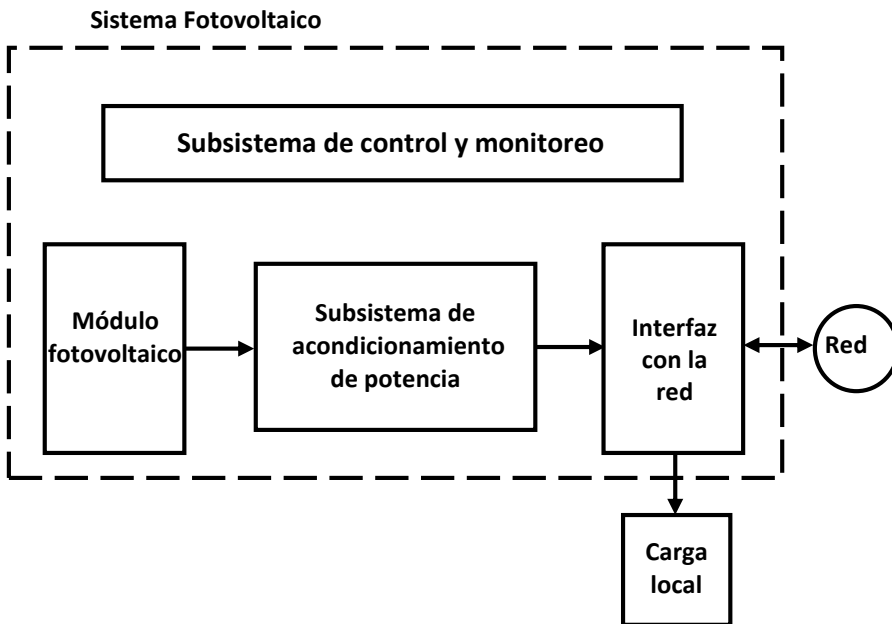 Sistema Fotovoltaico
Subsistema de control y monitoreo
Módulo
fotovoltaico
Subsistema de
acondicionamiento
de potencia
Interfaz
con la
red
Red
Carga
local